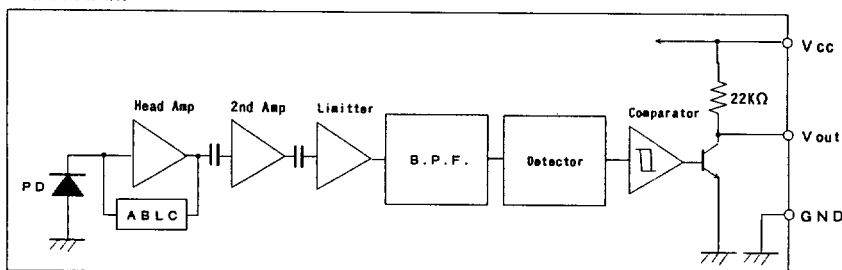 Vcc
Head Amp
2nd Amp
Limitter
Comparator
22KΩ
Vout
B.P.F.
Detector
PD
ABLC
GND